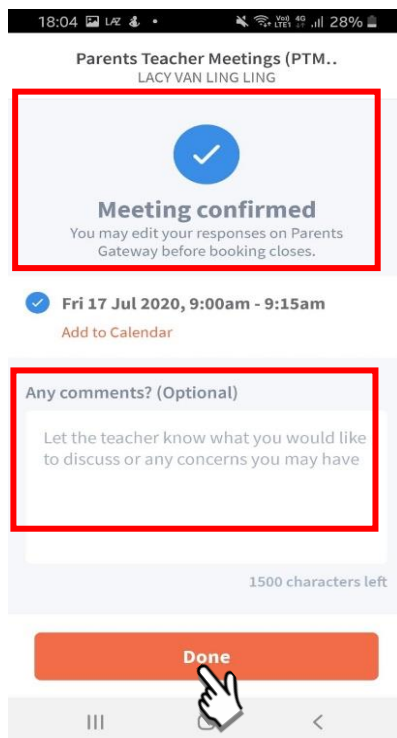 18:04 28%
Parents Teacher Meetings (PTM..
LACY VAN LING LING
Meeting confirmed
You may edit your responses on Parents
Gateway before booking closes.
Fri 17 Jul 2020, 9:00am - 9:15am
Add to Calendar
Any comments? (Optional)
Let the teacher know what you would like
to discuss or any concerns you may have
1500 characters left
Done